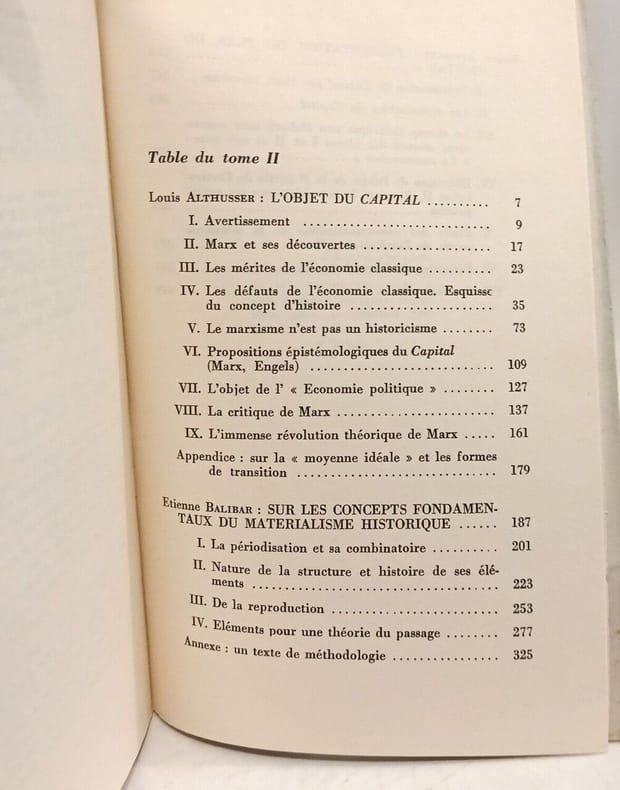 Table du tome II
Louis ALTHUSSER : L'OBJET DU CAPITAL .......... 7
I. Avertissement .............................. 9
II. Marx et ses découvertes .................... 17
III. Les mérites de l'économie classique .......... 23
IV. Les défauts de l'économie classique. Esquisse
du concept d'histoire ...................... 35
V. Le marxisme n'est pas un historicisme ........ 73
VI. Propositions épistémologiques du Capital
(Marx, Engels) ............................ 109
VII. L'objet de l' « Economie politique » ........ 127
VIII. La critique de Marx ......................... 137
IX. L'immense révolution théorique de Marx ..... 161
Appendice : sur la « moyenne idéale » et les formes
de transition ................................ 179
Etienne BALIBAR : SUR LES CONCEPTS FONDAMEN-
TAUX DU MATERIALISME HISTORIQUE ...... 187
I. La périodisation et sa combinatoire .......... 201
II. Nature de la structure et histoire de ses élé-
ments ....................................... 223
III. De la reproduction .......................... 253
IV. Eléments pour une théorie du passage ........ 277
Annexe : un texte de méthodologie ................. 325